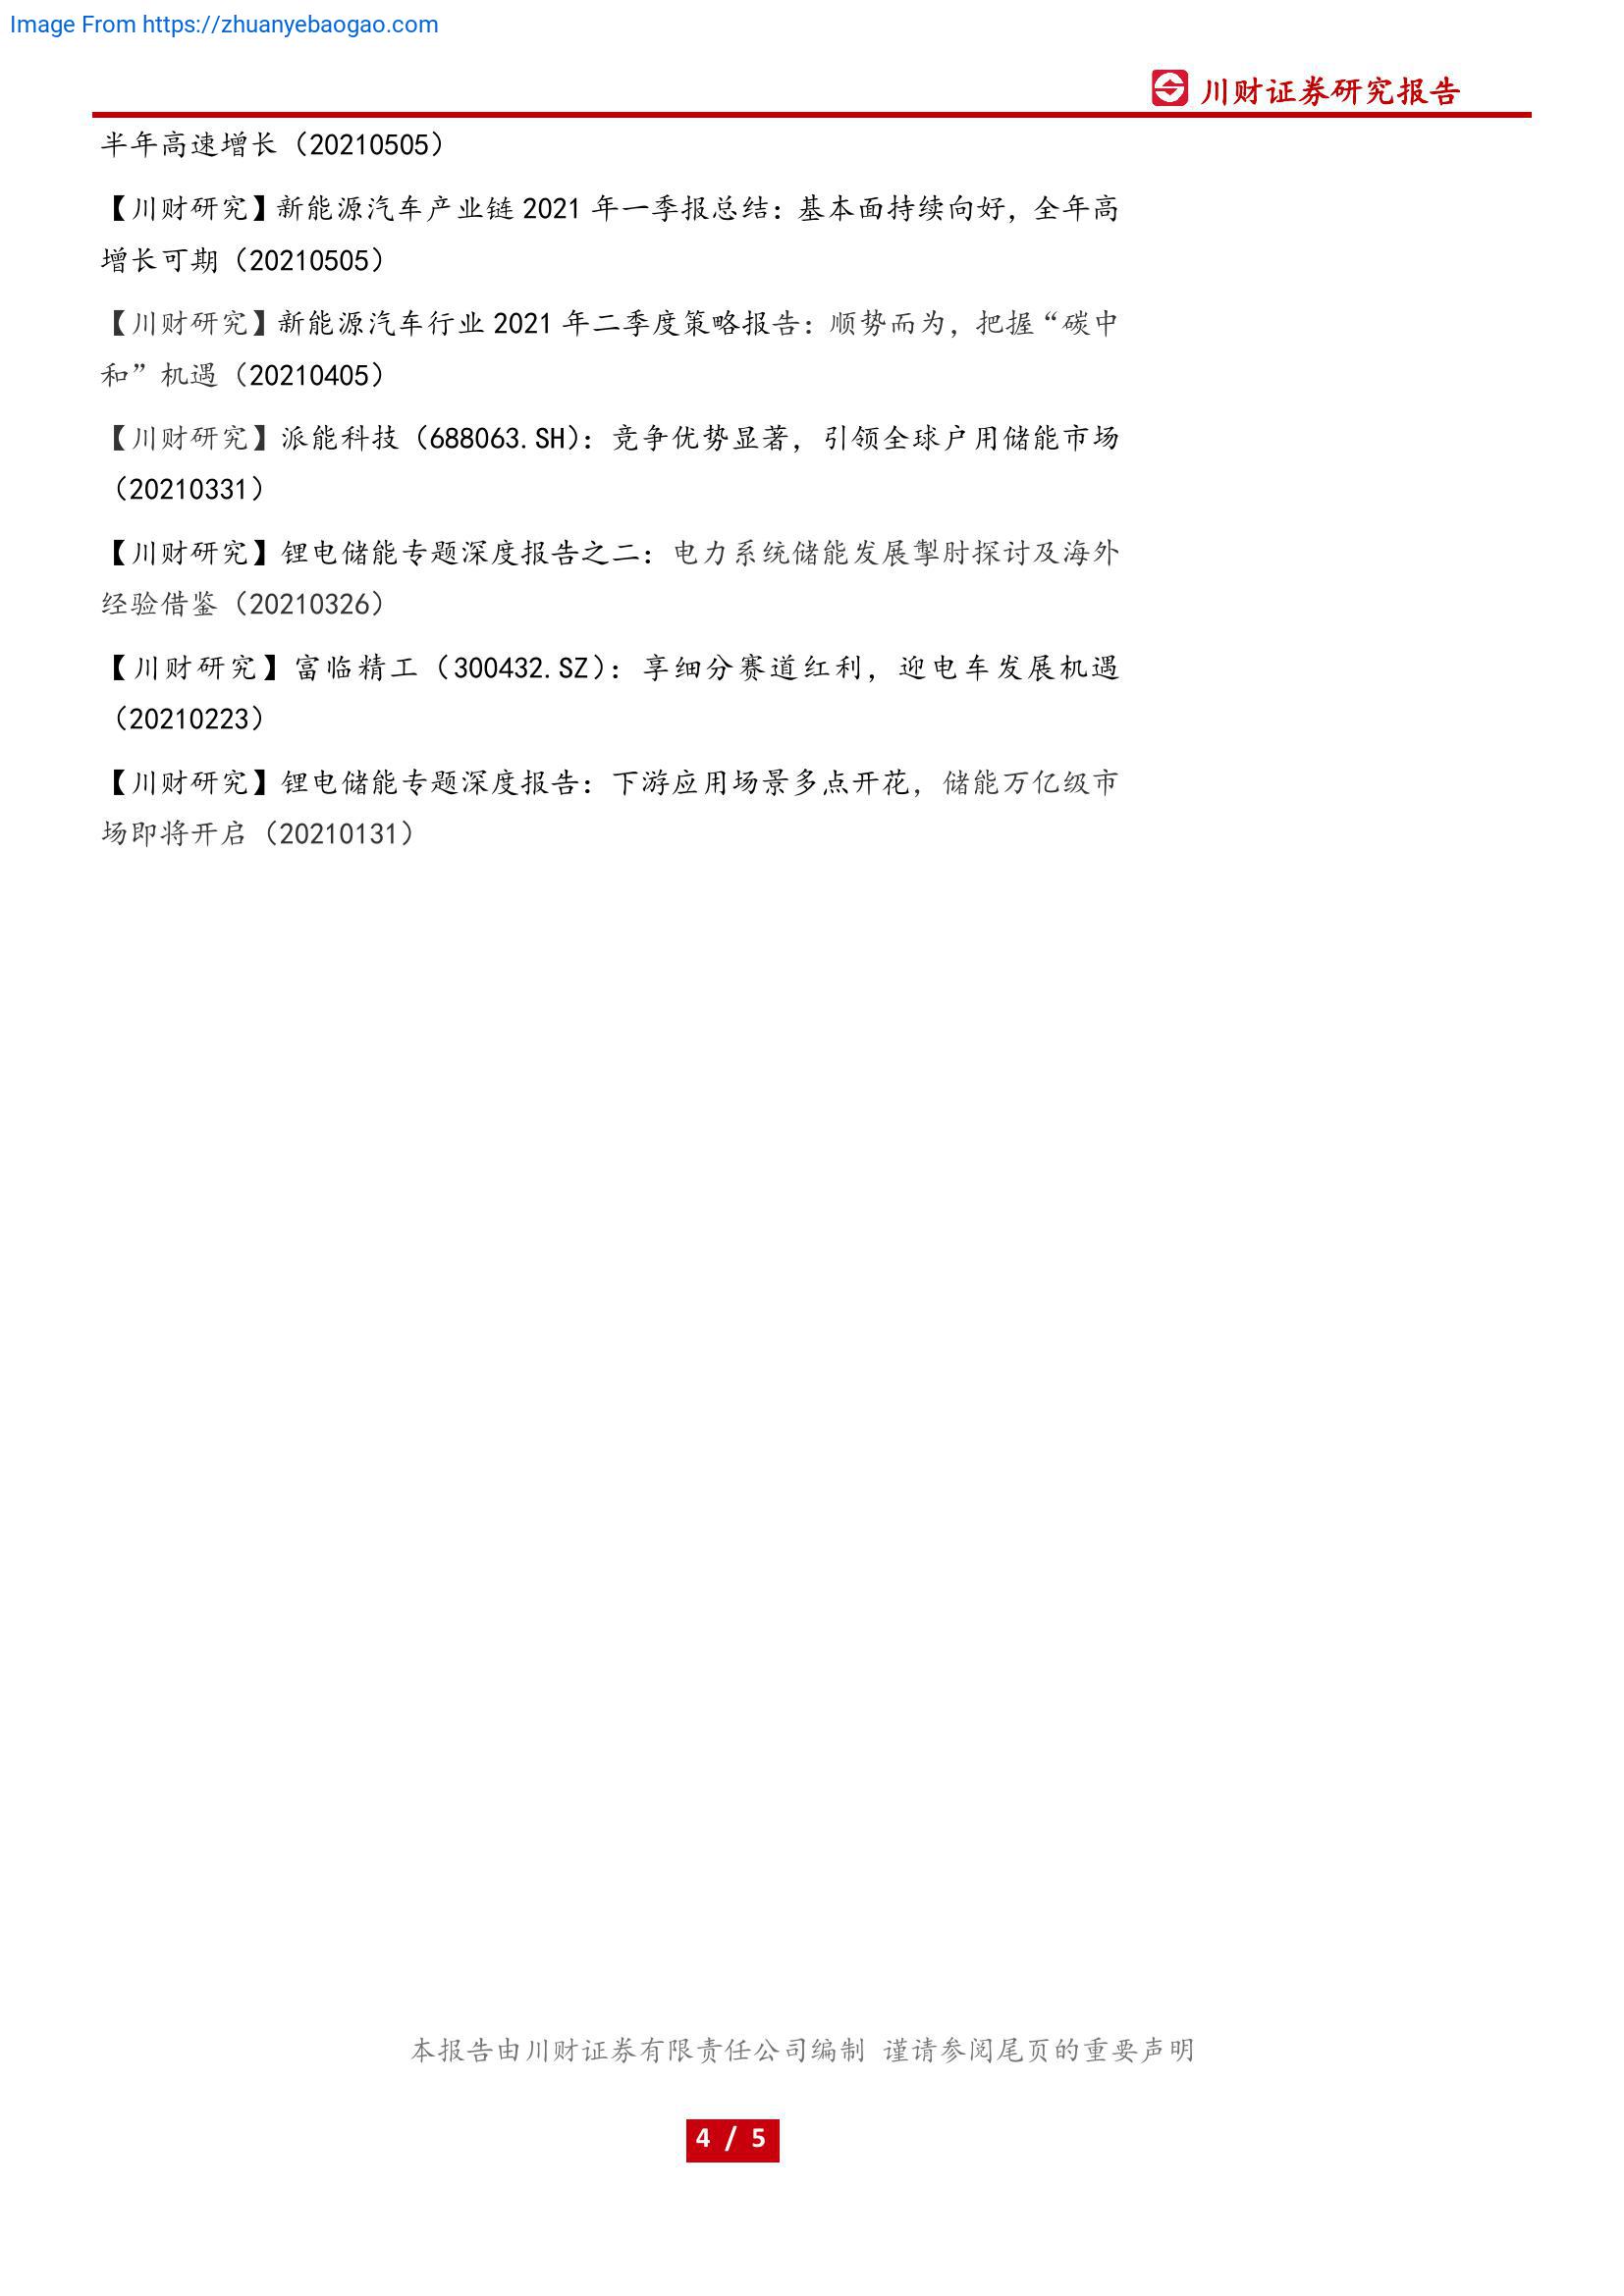 Image From https://zhuanyebaogao.com
川财证券研究报告
半年高速增长（20210505）
【川财研究】新能源汽车产业链 2021 年一季报总结：基本面持续向好，全年高
增长可期（20210505）
【川财研究】新能源汽车行业 2021 年二季度策略报告：顺势而为，把握“碳中
和”机遇（20210405）
【川财研究】派能科技（688063.SH）：竞争优势显著，引领全球户用储能市场
（20210331）
【川财研究】锂电储能专题深度报告之二：电力系统储能发展掣肘探讨及海外
经验借鉴（20210326）
【川财研究】富临精工（300432.SZ）：享细分赛道红利，迎电车发展机遇
（20210223）
【川财研究】锂电储能专题深度报告：下游应用场景多点开花，储能万亿级市
场即将开启（20210131）
本报告由川财证券有限责任公司编制 谨请参阅尾页的重要声明
4 / 5